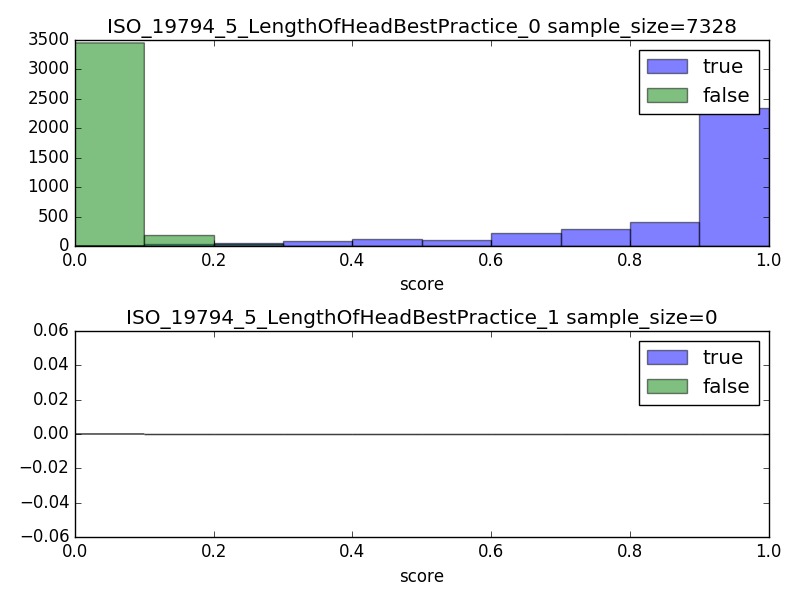 ISO_19794_5_LengthOfHeadBestPractice_0 sample_size=7328
3500
3000
2500
2000
1500
1000
500
0
true
false
0.0 0.2 0.4 0.6 0.8 1.0
score
ISO_19794_5_LengthOfHeadBestPractice_1 sample_size=0
0.06
0.04
0.02
0.00
−0.02
−0.04
−0.06
true
false
0.0 0.2 0.4 0.6 0.8 1.0
score